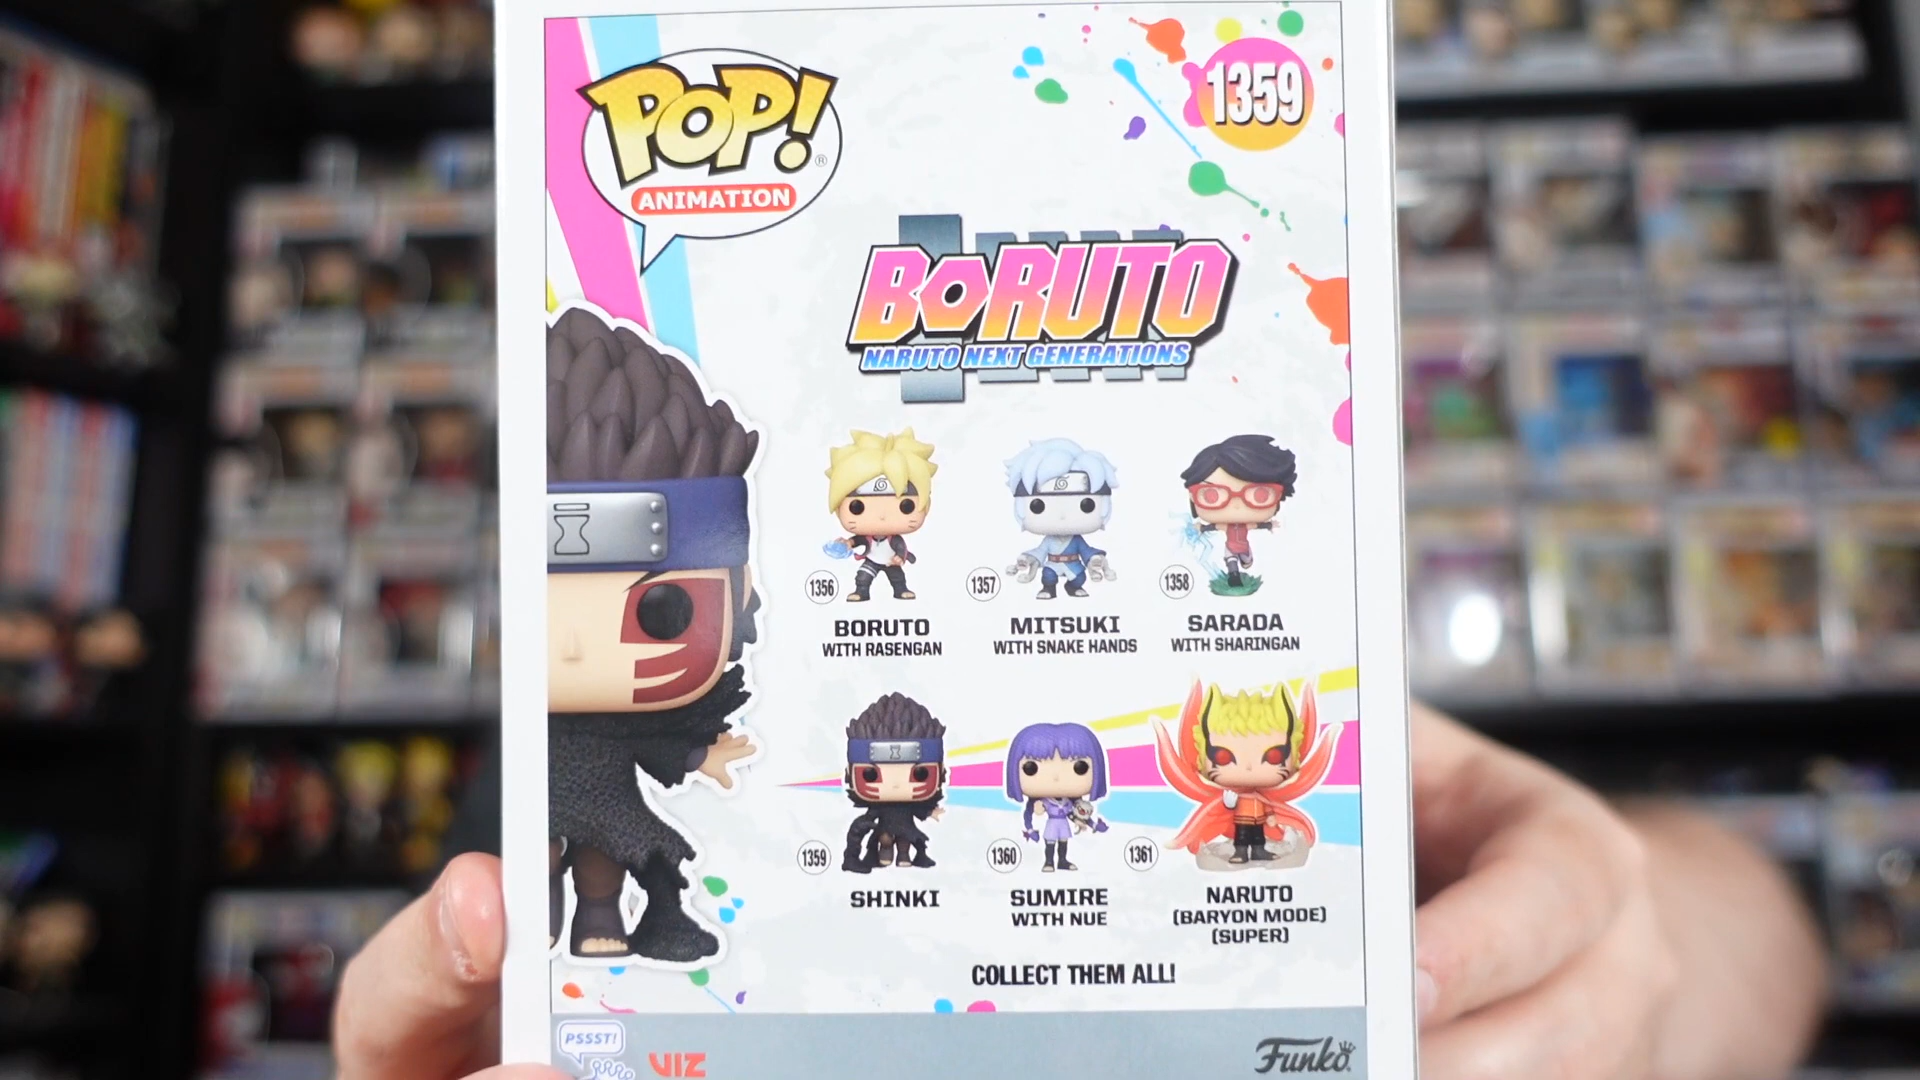 POP!
®
ANIMATION
1359
BORUTO
NARUTO NEXT GENERATIONS
1356
BORUTO
WITH RASENGAN
1357
MITSUKI
WITH SNAKE HANDS
1358
SARADA
WITH SHARINGAN
1359
SHINKI
1360
SUMIRE
WITH NUE
1361
NARUTO
(BARYON MODE)
(SUPER)
COLLECT THEM ALL!
PSSST!
VIZ
Funko